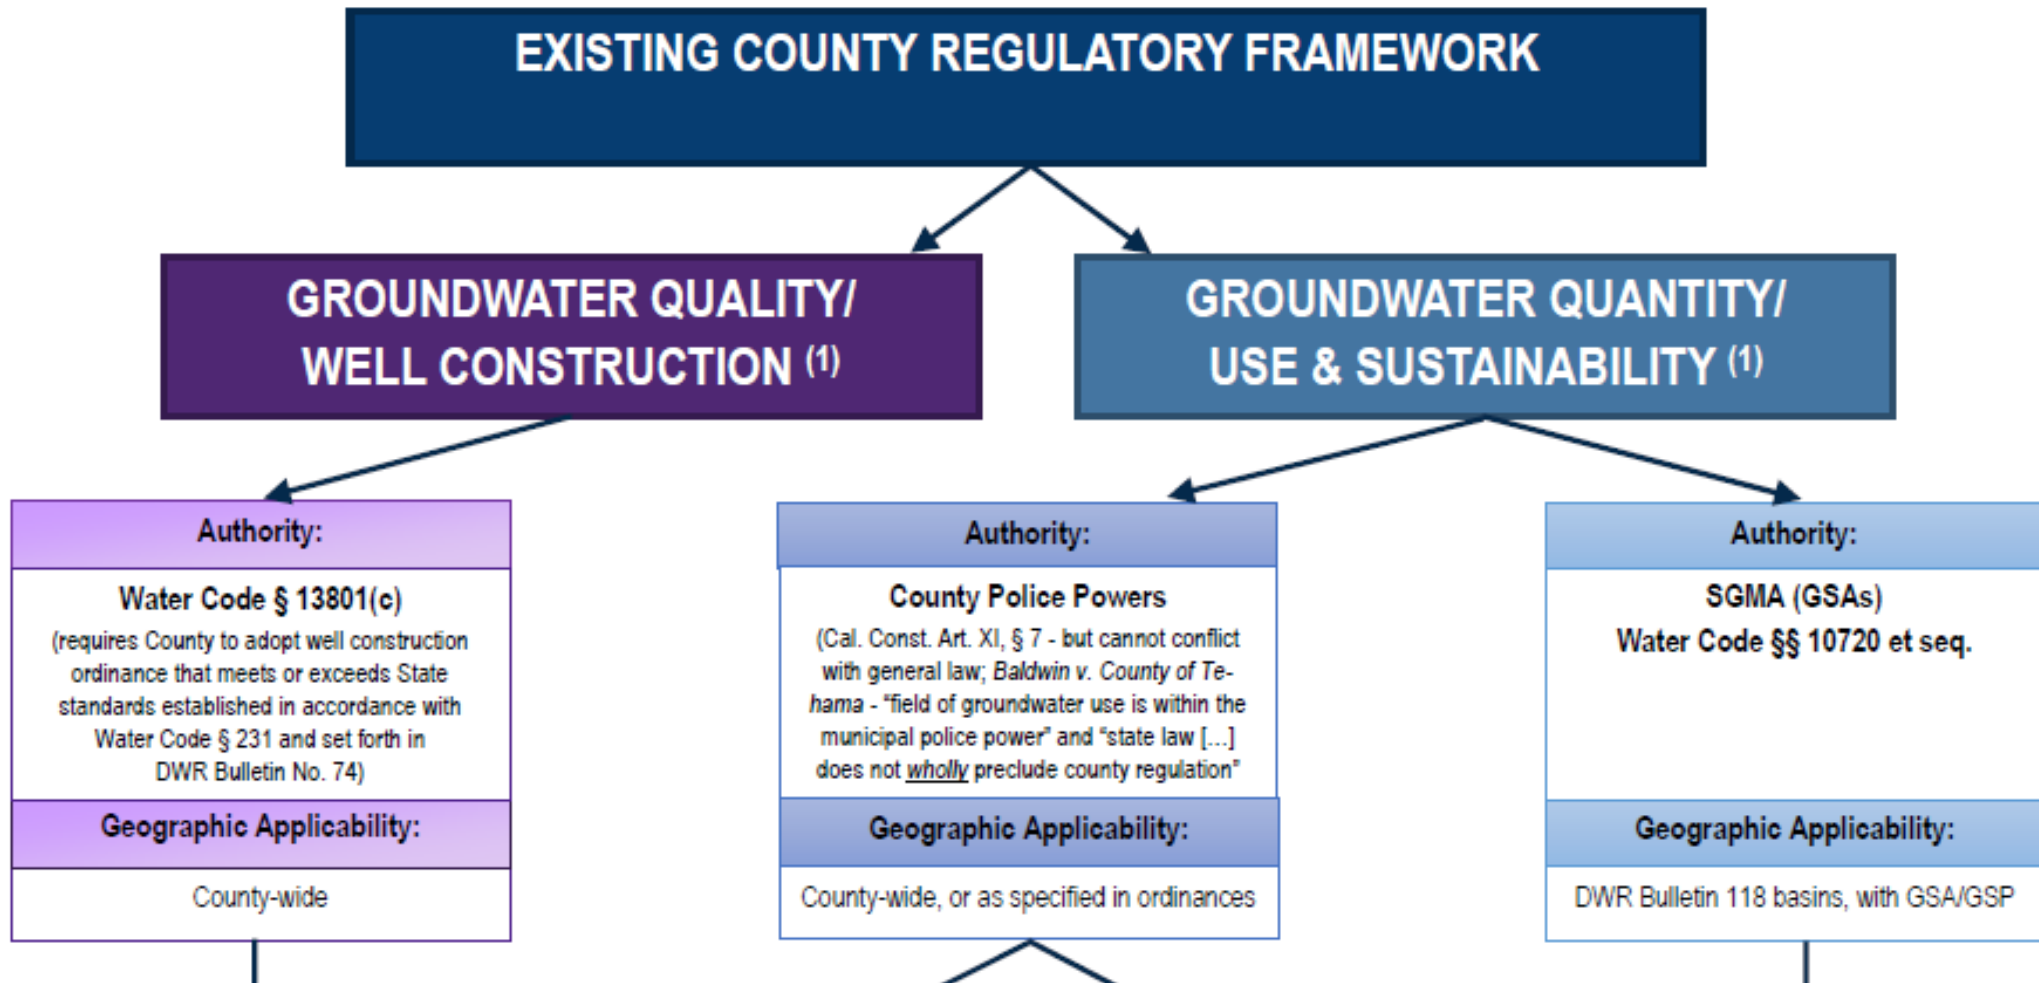 EXISTING COUNTY REGULATORY FRAMEWORK
GROUNDWATER QUALITY/
WELL CONSTRUCTION (1)
GROUNDWATER QUANTITY/
USE & SUSTAINABILITY (1)
Authority:
Water Code § 13801(c)
(requires County to adopt well construction
ordinance that meets or exceeds State
standards established in accordance with
Water Code § 231 and set forth in
DWR Bulletin No. 74)
Geographic Applicability:
County-wide
Authority:
County Police Powers
(Cal. Const. Art. XI, § 7 - but cannot conflict
with general law; Baldwin v. County of Te-
hama - "field of groundwater use is within the
municipal police power" and "state law [...]
does not wholly preclude county regulation"
Geographic Applicability:
County-wide, or as specified in ordinances
Authority:
SGMA (GSAs)
Water Code §§ 10720 et seq.
Geographic Applicability:
DWR Bulletin 118 basins, with GSA/GSP